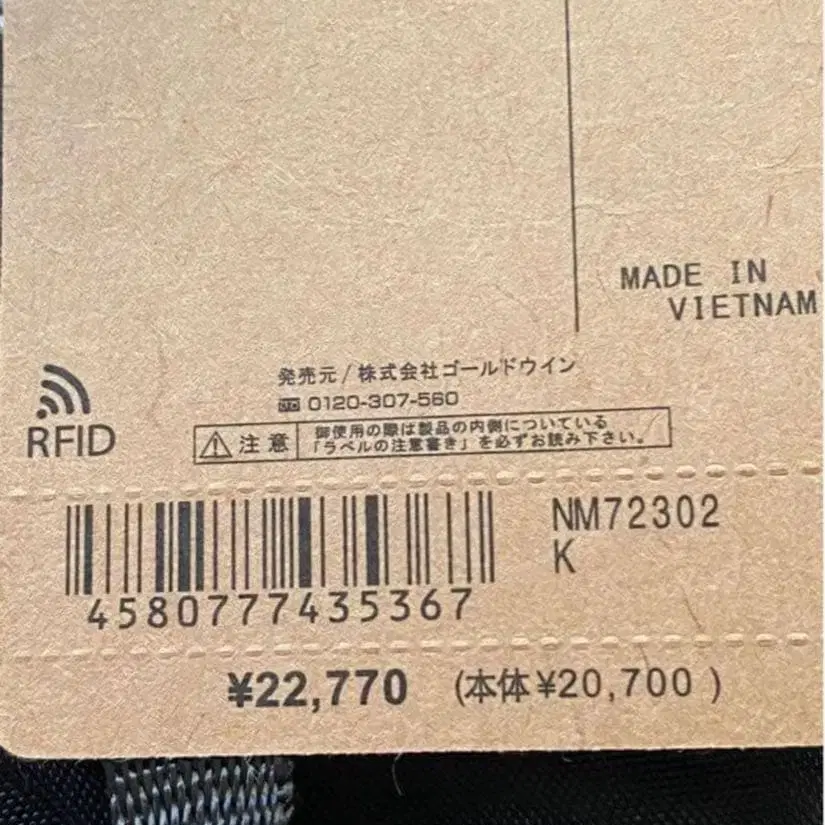 MADE IN
VIETNAM
発売元/株式会社ゴールドウイン
0120-307-560
RFID
注意
御使用の際は製品の内側についている
「ラベルの注意書き」を必ずお読み下さい。
NM72302
K
4580777435367
¥22,770 (本体¥20,700 )